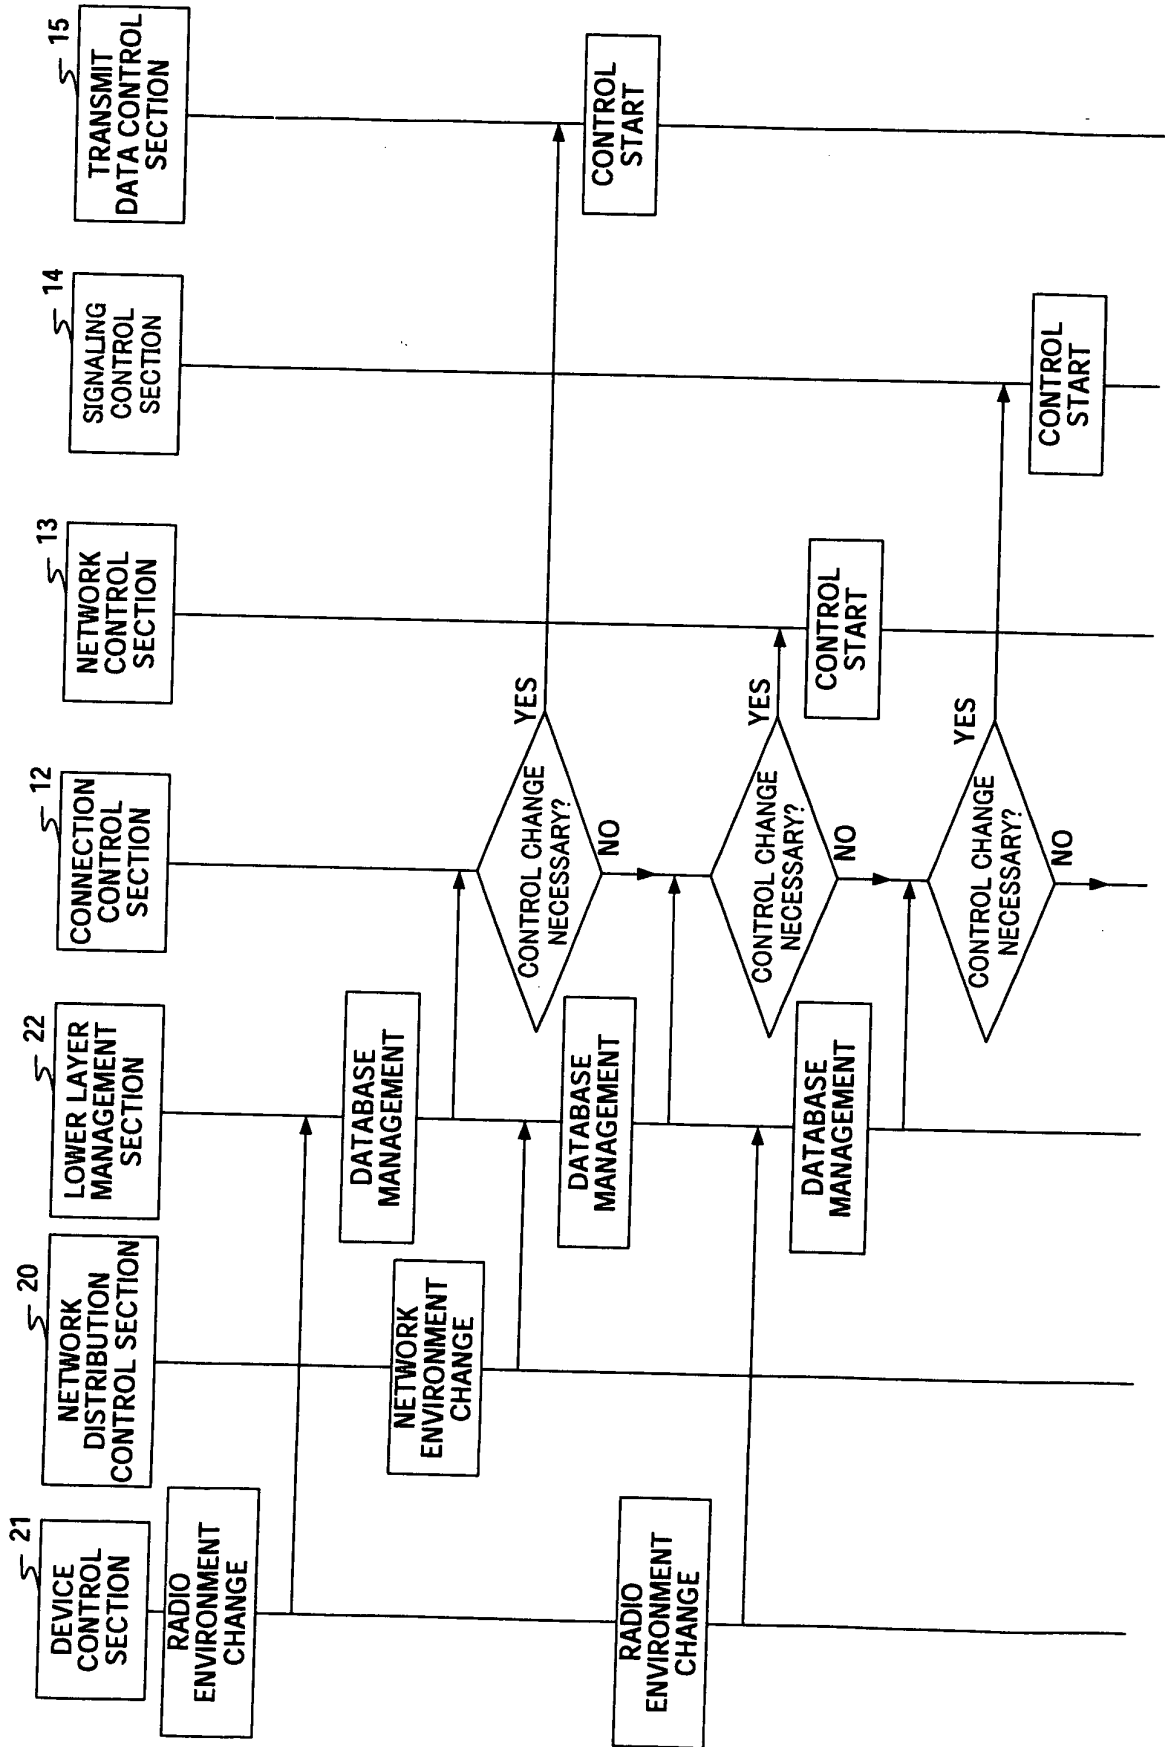 21
DEVICE
CONTROL
SECTION
20
NETWORK
DISTRIBUTION
CONTROL SECTION
22
LOWER LAYER
MANAGEMENT
SECTION
12
CONNECTION
CONTROL
SECTION
13
NETWORK
CONTROL
SECTION
14
SIGNALING
CONTROL
SECTION
15
TRANSMIT
DATA CONTROL
SECTION
RADIO
ENVIRONMENT
CHANGE
DATABASE
MANAGEMENT
NETWORK
ENVIRONMENT
CHANGE
CONTROL CHANGE
NECESSARY?
YES
NO
CONTROL
START
DATABASE
MANAGEMENT
RADIO
ENVIRONMENT
CHANGE
CONTROL CHANGE
NECESSARY?
YES
NO
CONTROL
START
DATABASE
MANAGEMENT
CONTROL CHANGE
NECESSARY?
YES
NO
CONTROL
START